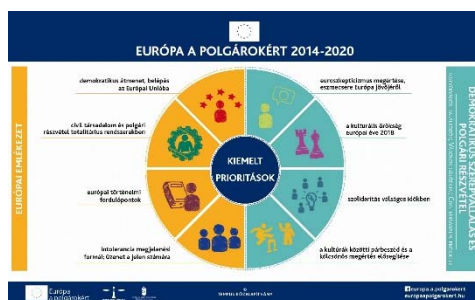 EURÓPA A POLGÁROKÉRT 2014-2020
demokratikus átmenet, belépés
az Európai Unióba
euroszkepticizmus megértése,
eszmecsere Európa jövőjéről
civil társadalom és polgári
részvétel totalitárius rendszerekben
a kulturális örökség
európai éve 2018
KIEMELT
PRIORITÁSOK
európai történelmi
fordulópontok
szolidaritás válságos időkben
Intolerancia megjelenési
formái; üzenet a jelen számára
a kultúrák közötti párbeszéd és a
kölcsönös megértés elősegítése
EURÓPAI EMLÉKEZET
DEMOKRATIKUS SZEREPVÁLLALÁS ÉS
POLGÁRI RÉSZVÉTEL
Európa
a polgárokért
europa.a.polgarokert
europapolgarokert.hu